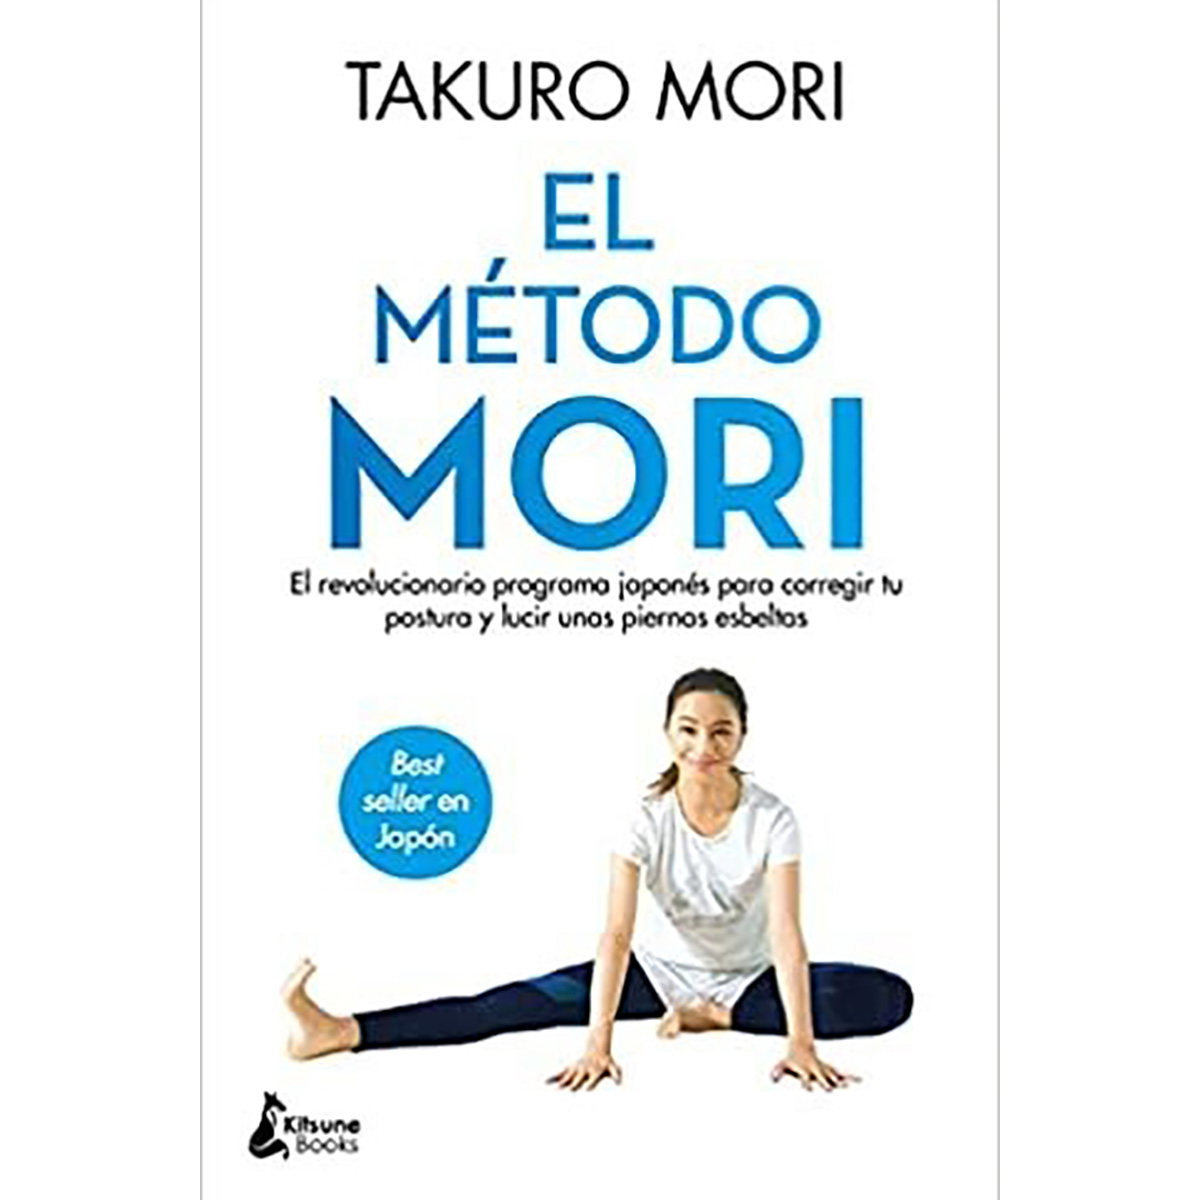 TAKURO MORI
EL
MÉTODO
MORI
El revolucionario programa japonés para corregir tu
postura y lucir unas piernas esbeltas
Best
seller en
Japón
Kitsune
Books